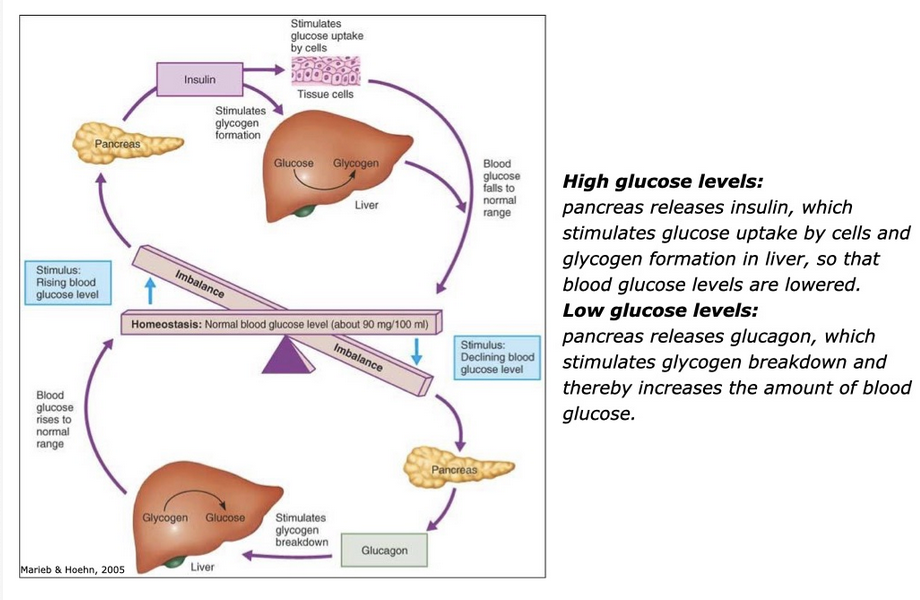 Stimulates
glucose uptake
by cells
Insulin
Tissue cells
Stimulates
glycogen
formation
Pancreas
Glucose
Glycogen
Liver
Blood
glucose
falls to
normal
range
Stimulus:
Rising blood
glucose level
Imbalance
Homeostasis: Normal blood glucose level (about 90 mg/100 ml)
Imbalance
Stimulus:
Declining blood
glucose level
Blood
glucose
rises to
normal
range
Pancreas
Glycogen
Glucose
Stimulates
glycogen
breakdown
Glucagon
Liver
Marieb & Hoehn, 2005
High glucose levels:
pancreas releases insulin, which
stimulates glucose uptake by cells and
glycogen formation in liver, so that
blood glucose levels are lowered.
Low glucose levels:
pancreas releases glucagon, which
stimulates glycogen breakdown and
thereby increases the amount of blood
glucose.